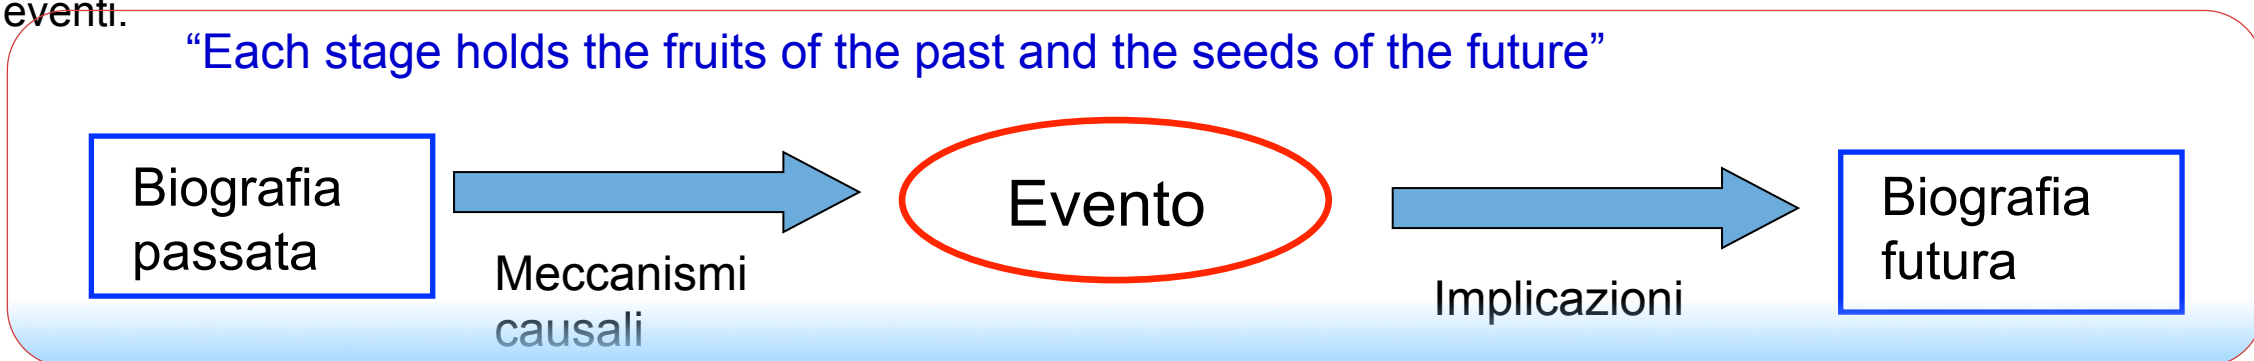 eventi.
“Each stage holds the fruits of the past and the seeds of the future”
Biografia
passata
Meccanismi
causali
Evento
Implicazioni
Biografia
futura